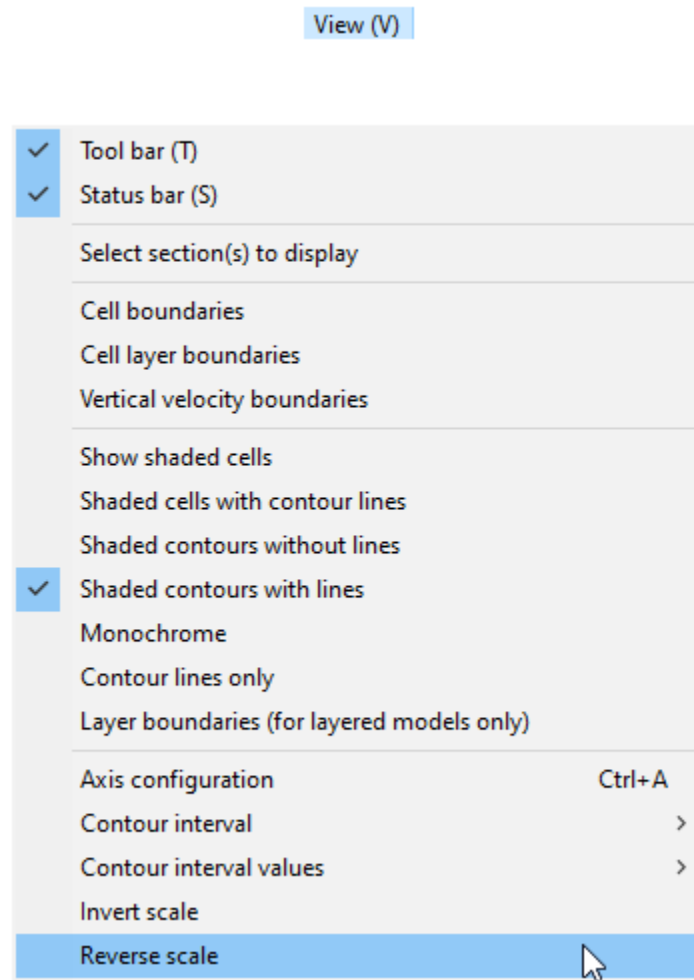 View (V)
Tool bar (T)
Status bar (S)
Select section(s) to display
Cell boundaries
Cell layer boundaries
Vertical velocity boundaries
Show shaded cells
Shaded cells with contour lines
Shaded contours without lines
Shaded contours with lines
Monochrome
Contour lines only
Layer boundaries (for layered models only)
Axis configuration Ctrl+A
Contour interval
Contour interval values
Invert scale
Reverse scale